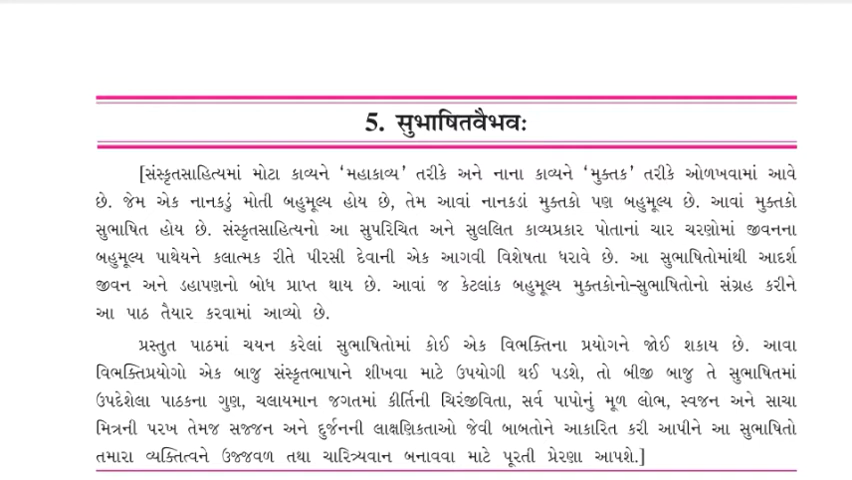 5. सुभाषितवैभवः
[સંસ્કૃતસાહિત્યમાં મોટા કાવ્યને ‘મહાકાવ્ય’ તરીકે અને નાના કાવ્યને ‘મુક્તક’ તરીકે ઓળખવામાં આવે
છે. જેમ એક નાનકડું મોતી બહુમૂલ્ય હોય છે, તેમ આવાં નાનકડાં મુક્તકો પણ બહુમૂલ્ય છે. આવાં મુક્તકો
સુભાષિત હોય છે. સંસ્કૃતસાહિત્યનો આ સુપરિચિત અને સુલલિત કાવ્યપ્રકાર પોતાનાં ચાર ચરણોમાં જીવનના
બહુમૂલ્ય પાથેયને કલાત્મક રીતે પીરસી દેવાની એક આગવી વિશેષતા ધરાવે છે. આ સુભાષિતોમાંથી આદર્શ
જીવન અને ડહાપણનો બોધ પ્રાપ્ત થાય છે. આવાં જ કેટલાંક બહુમૂલ્ય મુક્તકોનો-સુભાષિતોનો સંગ્રહ કરીને
આ પાઠ તૈયાર કરવામાં આવ્યો છે.
પ્રસ્તુત પાઠમાં ચયન કરેલાં સુભાષિતોમાં કોઈ એક વિભક્તિના પ્રયોગને જોઈ શકાય છે. આવા
વિભક્તિપ્રયોગો એક બાજુ સંસ્કૃતભાષાને શીખવા માટે ઉપયોગી થઈ પડશે, તો બીજી બાજુ તે સુભાષિતમાં
ઉપદેશેલા પાઠકના ગુણ, ચલાયમાન જગતમાં કીર્તિની ચિરંજીવિતા, સર્વ પાપોનું મૂળ લોભ, સ્વજન અને સાચા
મિત્રની પરખ તેમજ સજ્જન અને દુર્જનની લાક્ષણિકતાઓ જેવી બાબતોને આકારિત કરી આપીને આ સુભાષિતો
તમારા વ્યક્તિત્વને ઉજ્જવળ તથા ચારિત્ર્યવાન બનાવવા માટે પૂરતી પ્રેરણા આપશે.]